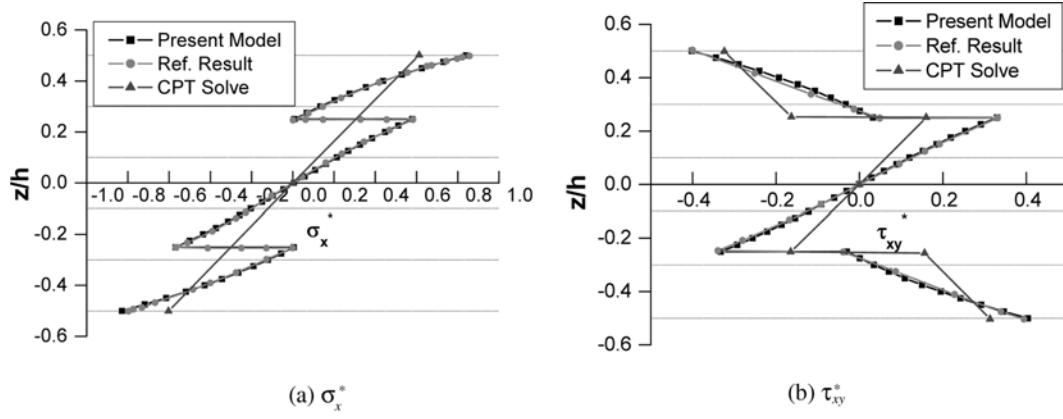 0.6
Present Model
Ref. Result
CPT Solve
0.4
0.2
0.0
-0.2
-0.4
-0.6
z/h
-1.0 -0.8 -0.6 -0.4 -0.2 0.0 0.2 0.4 0.6 0.8 1.0
σx*
(a) σx*
0.6
Present Model
Ref. Result
CPT Solve
0.4
0.2
0.0
-0.2
-0.4
-0.6
z/h
-0.4 -0.2 0.0 0.2 0.4
τxy*
(b) τxy*